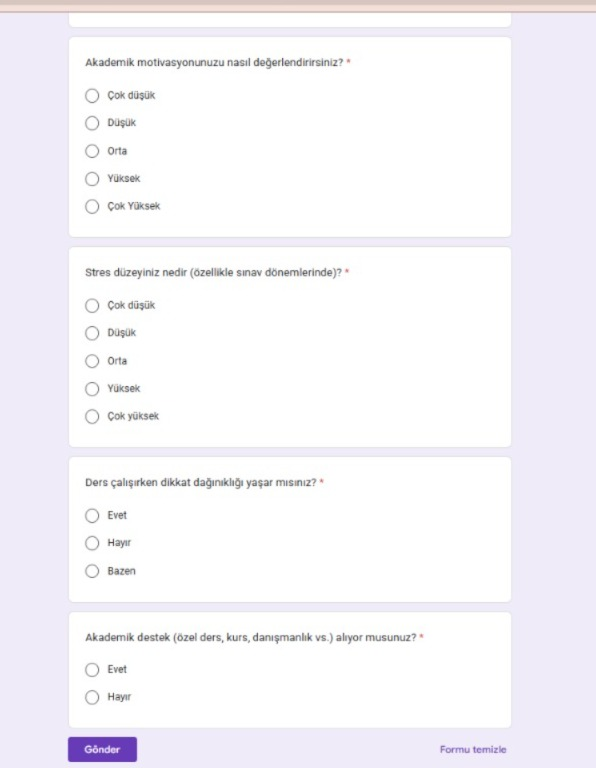 Akademik motivasyonunuzu nasıl değerlendirirsiniz? *
Çok düşük
Düşük
Orta
Yüksek
Çok Yüksek
Stres düzeyiniz nedir (özellikle sınav dönemlerinde)? *
Çok düşük
Düşük
Orta
Yüksek
Çok yüksek
Ders çalışırken dikkat dağınıklığı yaşar mısınız? *
Evet
Hayır
Bazen
Akademik destek (özel ders, kurs, danışmanlık vs.) alıyor musunuz? *
Evet
Hayır
Gönder
Formu temizle